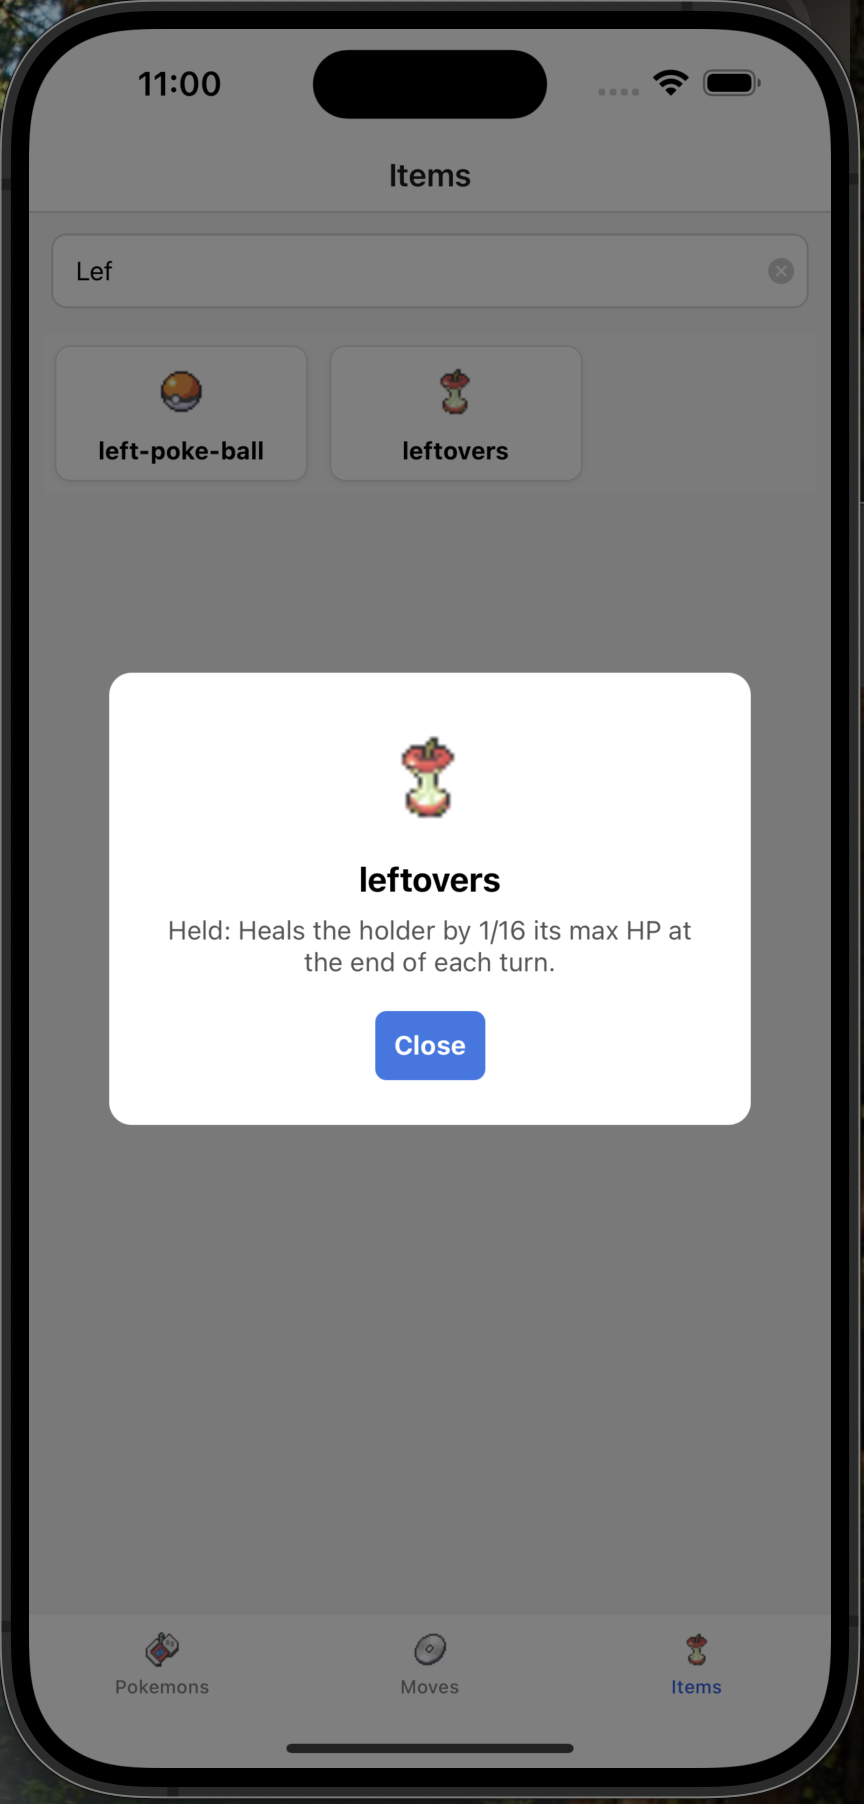 11:00
Items
Lef
left-poke-ball
leftovers
leftovers
Held: Heals the holder by 1/16 its max HP at
the end of each turn.
Close
Pokemons
Moves
Items